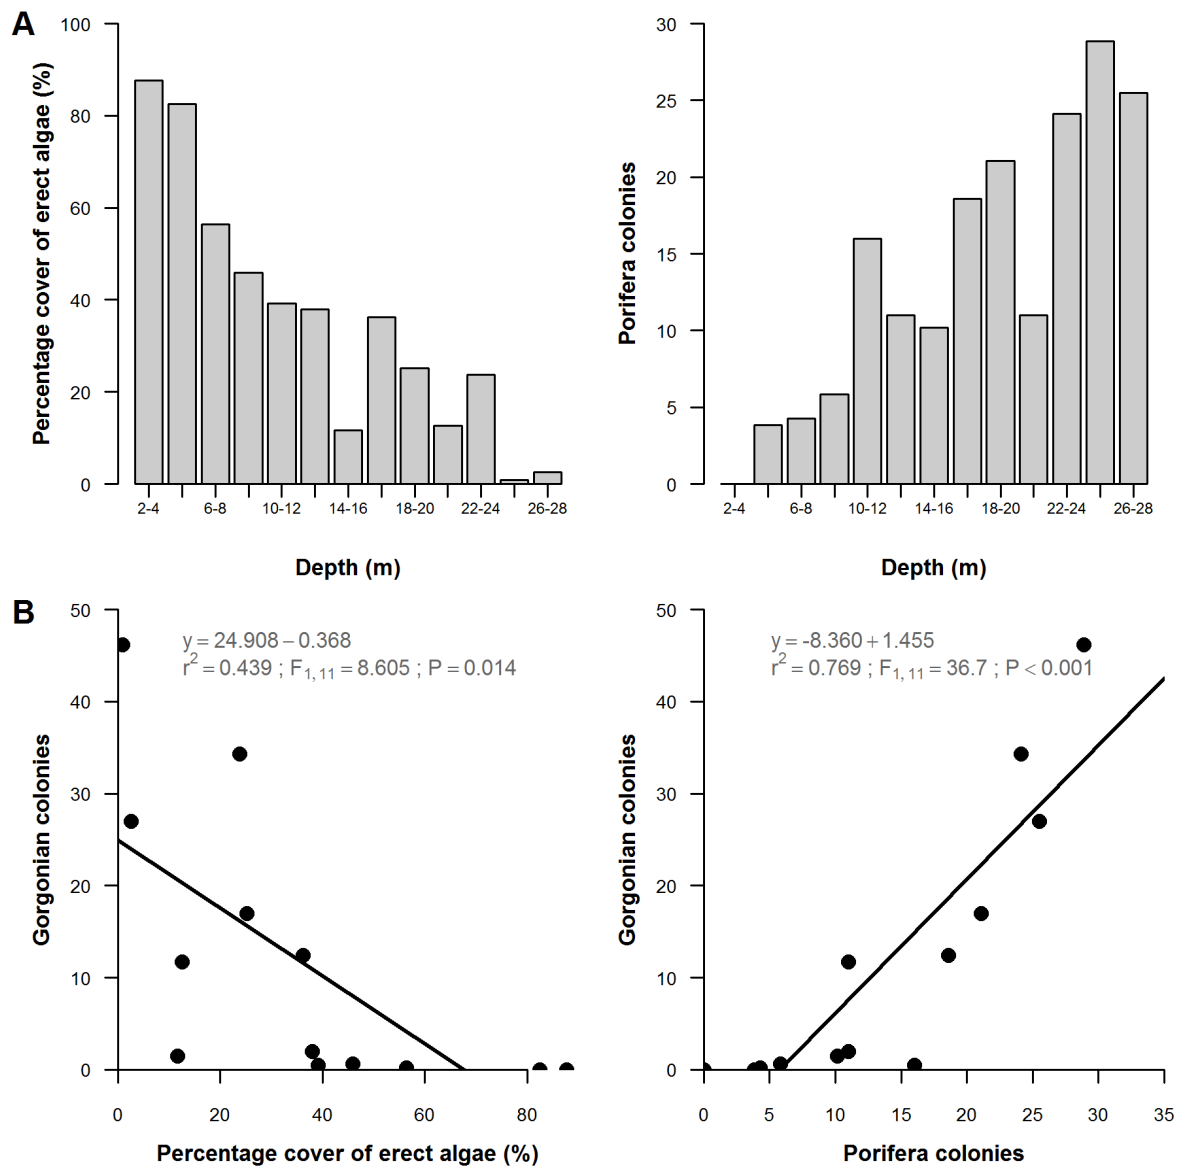 A
Percentage cover of erect algae (%)
100
80
60
40
20
0
2-4 6-8 10-12 14-16 18-20 22-24 26-28
Depth (m)
Porifera colonies
30
25
20
15
10
5
0
2-4 6-8 10-12 14-16 18-20 22-24 26-28
Depth (m)
B
Gorgonian colonies
50
40
30
20
10
0
y = 24.908 − 0.368
r² = 0.439 ; F₁, ₁₁ = 8.605 ; P = 0.014
0 20 40 60 80
Percentage cover of erect algae (%)
Gorgonian colonies
50
40
30
20
10
0
y = -8.360 + 1.455
r² = 0.769 ; F₁, ₁₁ = 36.7 ; P < 0.001
0 5 10 15 20 25 30 35
Porifera colonies